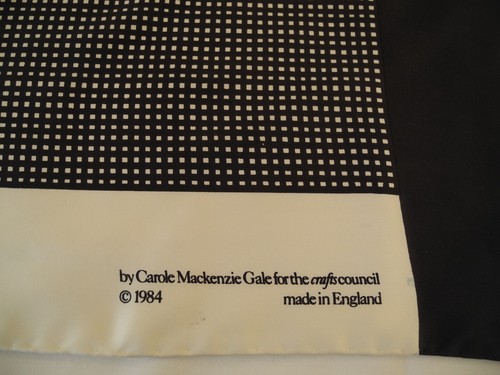 by Carole Mackenzie Gale for the crafts council
© 1984 made in England